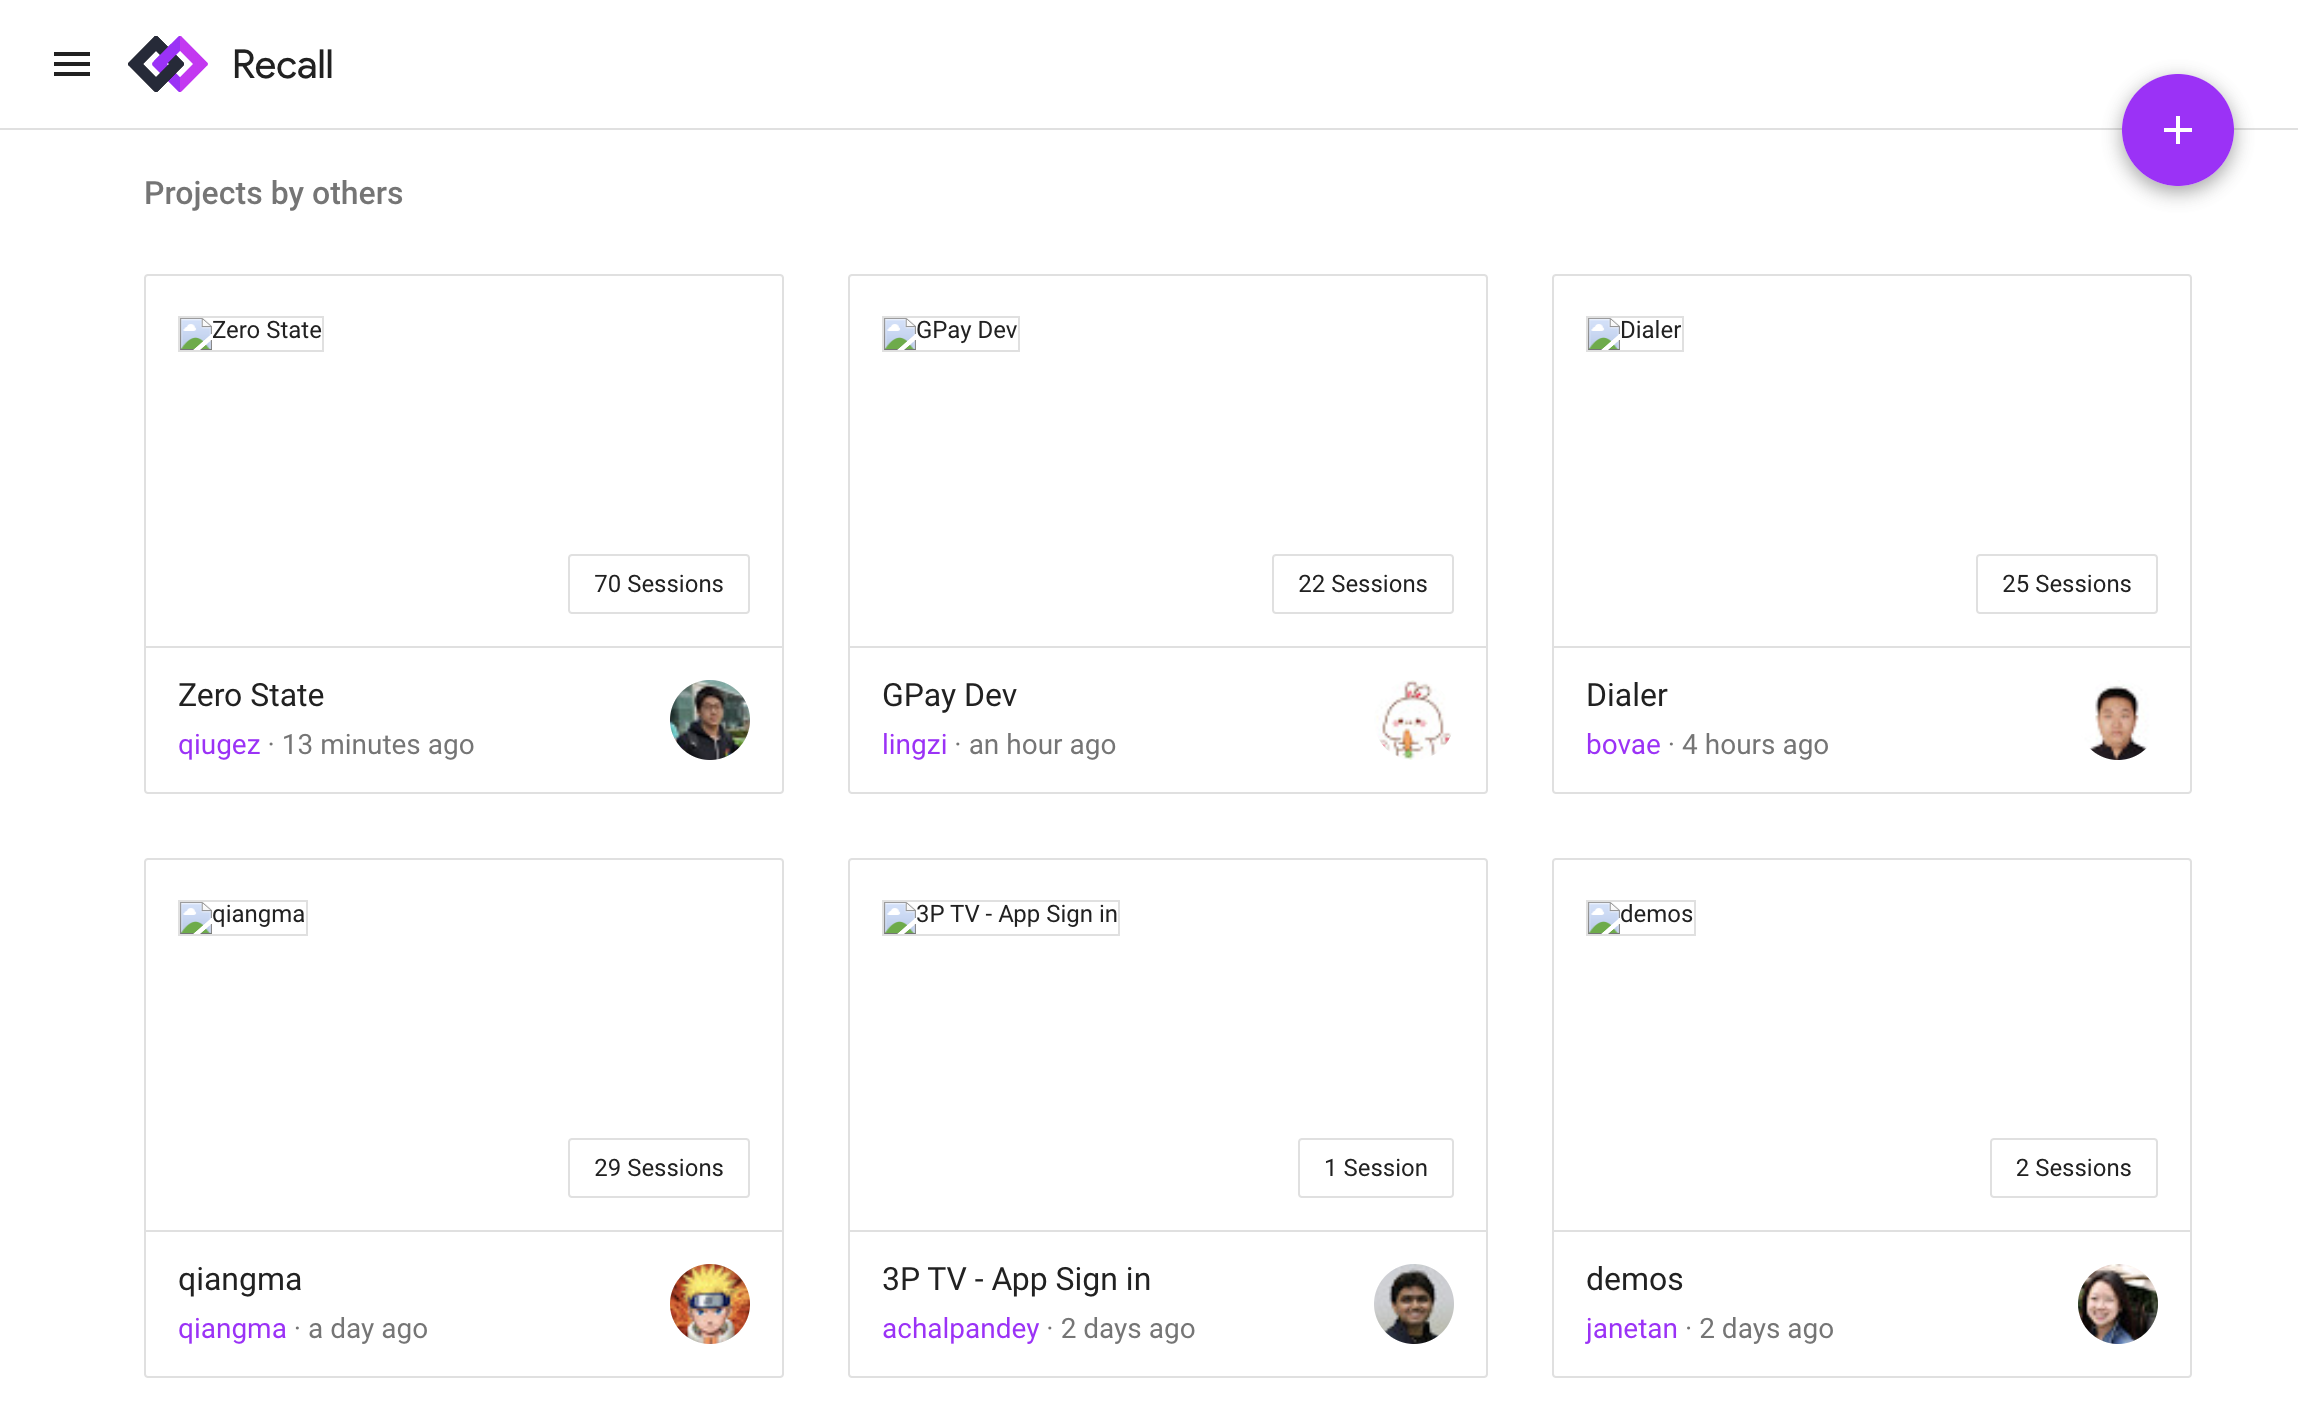 Recall
+
Projects by others
Zero State
70 Sessions
Zero State
qiugez · 13 minutes ago
GPay Dev
22 Sessions
GPay Dev
lingzi · an hour ago
Dialer
25 Sessions
Dialer
bovae · 4 hours ago
qiangma
29 Sessions
qiangma
qiangma · a day ago
3P TV - App Sign in
1 Session
3P TV - App Sign in
achalpandey · 2 days ago
demos
2 Sessions
demos
janetan · 2 days ago